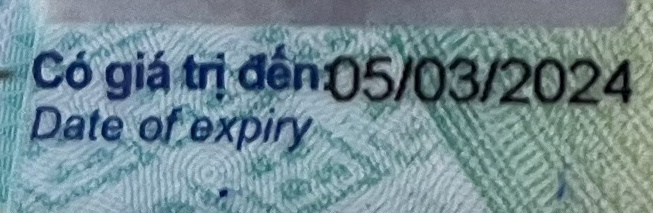 Có giá trị đến:05/03/2024
Date of expiry